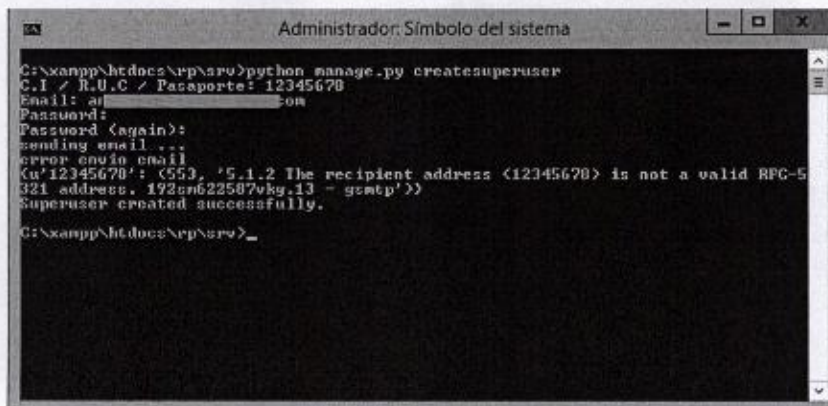 Administrador: Símbolo del sistema
C:\xampp\htdocs\rp\srv>python manage.py createsuperuser
C.I / R.U.C / Pasaporte: 12345678
Email: om
Password:
Password (again):
sending email ...
error envio email
{u'12345678': (553, '5.1.2 The recipient address <12345678> is not a valid RFC-5
321 address. 192sm622587vkg.13 - gsmtp')}
Superuser created successfully.
C:\xampp\htdocs\rp\srv>_